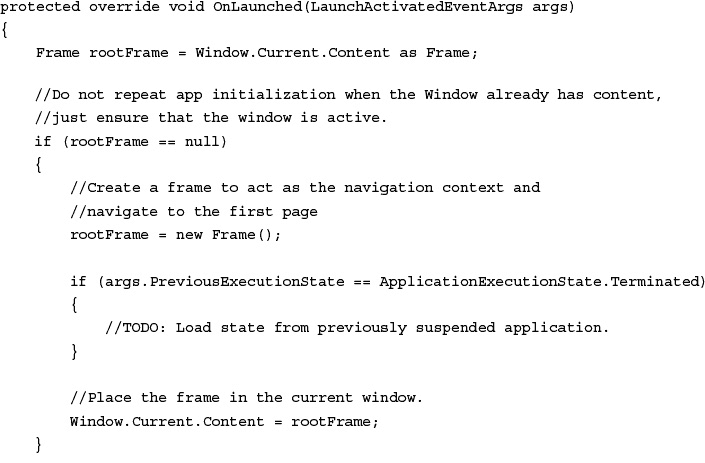 protected override void OnLaunched(LaunchActivatedEventArgs args)
{
    Frame rootFrame = Window.Current.Content as Frame;
    //Do not repeat app initialization when the Window already has content,
    //just ensure that the window is active.
    if (rootFrame == null)
    {
        //Create a frame to act as the navigation context and
        //navigate to the first page
        rootFrame = new Frame();
        if (args.PreviousExecutionState == ApplicationExecutionState.Terminated)
        {
            //TODO: Load state from previously suspended application.
        }
        //Place the frame in the current window.
        Window.Current.Content = rootFrame;
    }